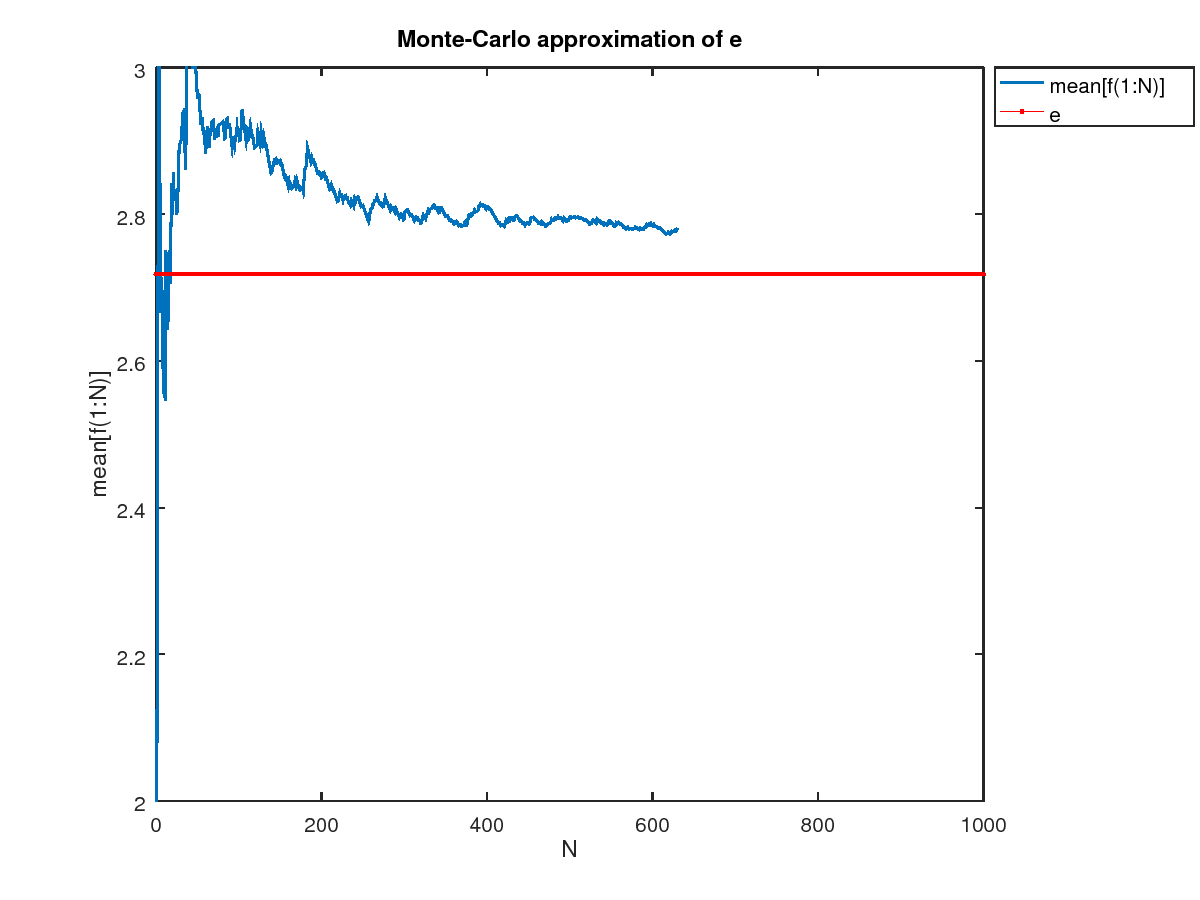 Monte-Carlo approximation of e
mean[f(1:N)]
e
3
2.8
2.6
2.4
2.2
2
mean[f(1:N)]
0 200 400 600 800 1000
N